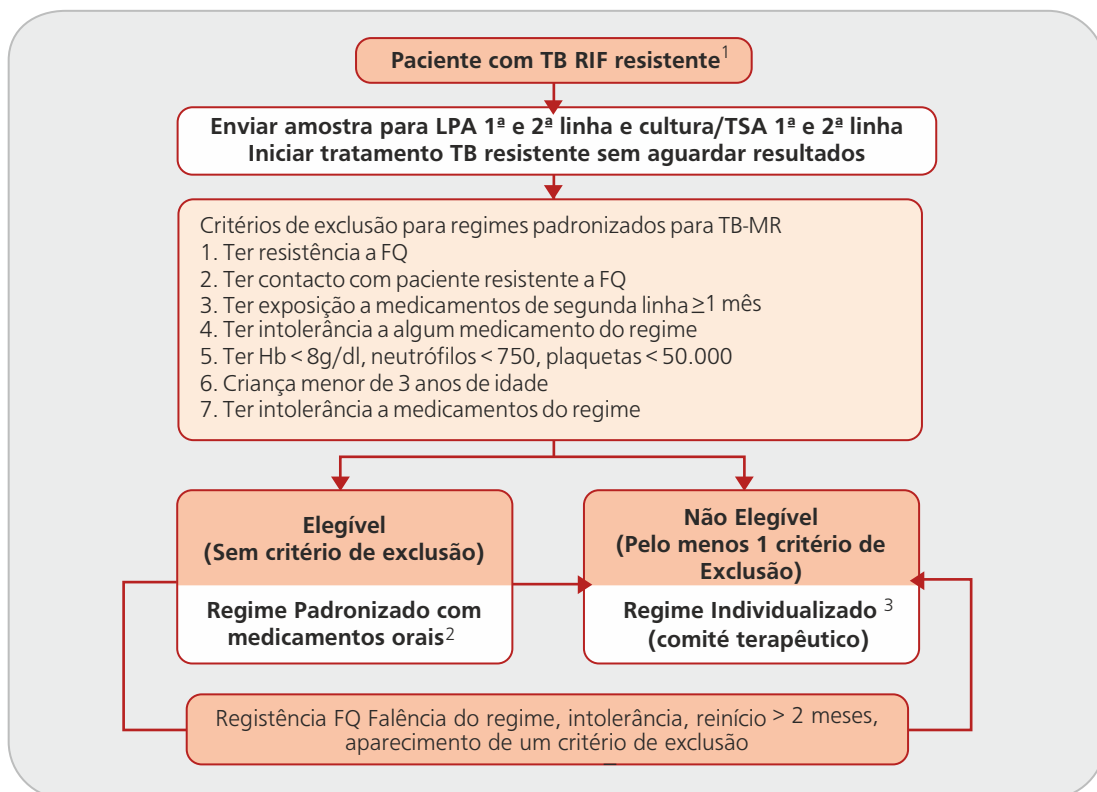 Paciente com TB RIF resistente1
Enviar amostra para LPA 1ª e 2ª linha e cultura/TSA 1ª e 2ª linha
Iniciar tratamento TB resistente sem aguardar resultados
Critérios de exclusão para regimes padronizados para TB-MR
1. Ter resistência a FQ
2. Ter contacto com paciente resistente a FQ
3. Ter exposição a medicamentos de segunda linha ≥1 mês
4. Ter intolerância a algum medicamento do regime
5. Ter Hb < 8g/dl, neutrófilos < 750, plaquetas < 50.000
6. Criança menor de 3 anos de idade
7. Ter intolerância a medicamentos do regime
Elegível
(Sem critério de exclusão)
Regime Padronizado com
medicamentos orais2
Não Elegível
(Pelo menos 1 critério de
Exclusão)
Regime Individualizado 3
(comité terapêutico)
Registência FQ Falência do regime, intolerância, reinício > 2 meses,
aparecimento de um critério de exclusão